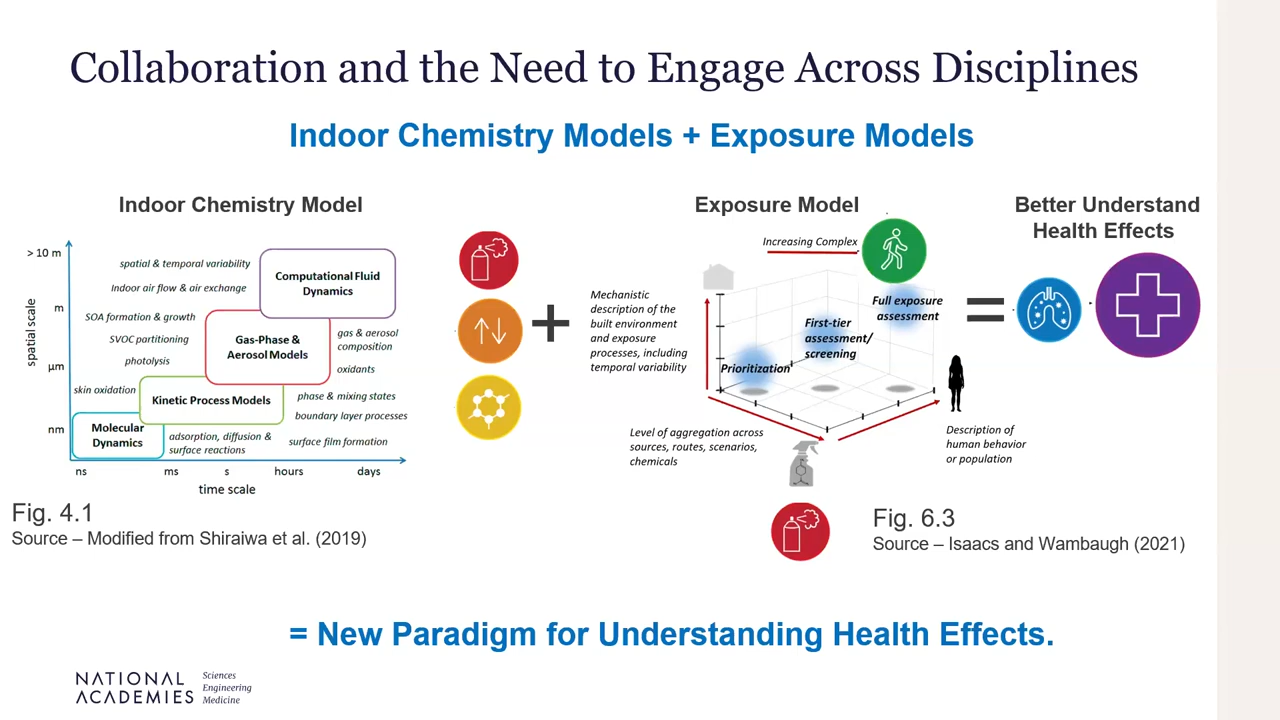 Collaboration and the Need to Engage Across Disciplines
Indoor Chemistry Models + Exposure Models
Indoor Chemistry Model
> 10 m
m
µm
nm
spatial scale
spatial & temporal variability
Indoor air flow & air exchange
SOA formation & growth
SVOC partitioning
photolysis
skin oxidation
Computational Fluid
Dynamics
Gas-Phase &
Aerosol Models
Kinetic Process Models
Molecular
Dynamics
gas & aerosol
composition
oxidants
phase & mixing states
boundary layer processes
adsorption, diffusion &
surface reactions
surface film formation
ns
ms
s
hours
days
time scale
Fig. 4.1
Source – Modified from Shiraiwa et al. (2019)
+
Exposure Model
Increasing Complex
Mechanistic
description of the
built environment
and exposure
processes, including
temporal variability
Prioritization
First-tier
assessment/
screening
Full exposure
assessment
Level of aggregation across
sources, routes, scenarios,
chemicals
Description of
human behavior
or population
Fig. 6.3
Source – Isaacs and Wambaugh (2021)
=
Better Understand
Health Effects
= New Paradigm for Understanding Health Effects.
NATIONAL
ACADEMIES
Sciences
Engineering
Medicine